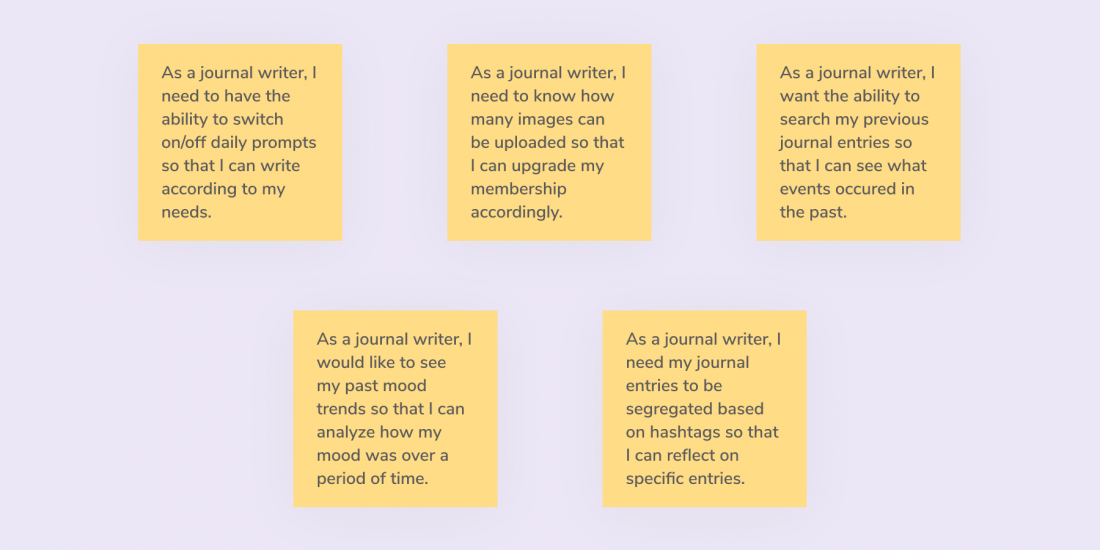 As a journal writer, I
need to have the
ability to switch
on/off daily prompts
so that I can write
according to my
needs.
As a journal writer, I
need to know how
many images can
be uploaded so that
I can upgrade my
membership
accordingly.
As a journal writer, I
want the ability to
search my previous
journal entries so
that I can see what
events occured in
the past.
As a journal writer, I
would like to see
my past mood
trends so that I can
analyze how my
mood was over a
period of time.
As a journal writer, I
need my journal
entries to be
segregated based
on hashtags so that
I can reflect on
specific entries.